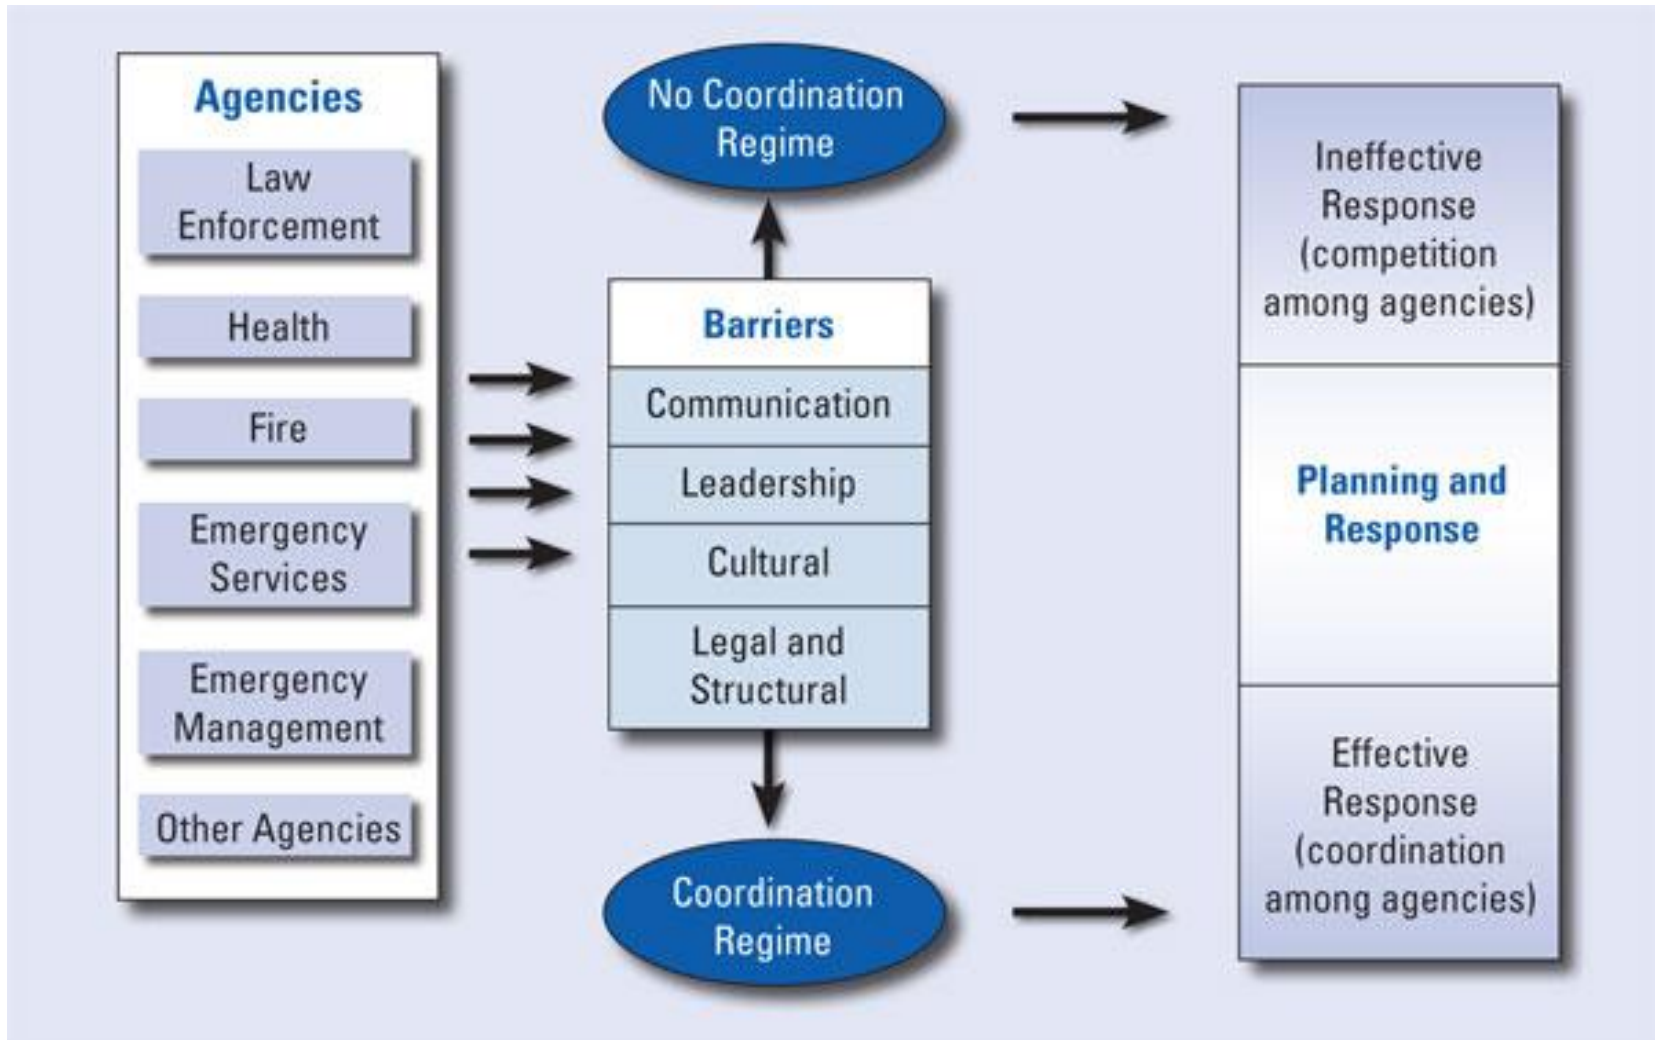 Agencies
Law
Enforcement
Health
Fire
Emergency
Services
Emergency
Management
Other Agencies
No Coordination
Regime
Barriers
Communication
Leadership
Cultural
Legal and
Structural
Coordination
Regime
Ineffective
Response
(competition
among agencies)
Planning and
Response
Effective
Response
(coordination
among agencies)